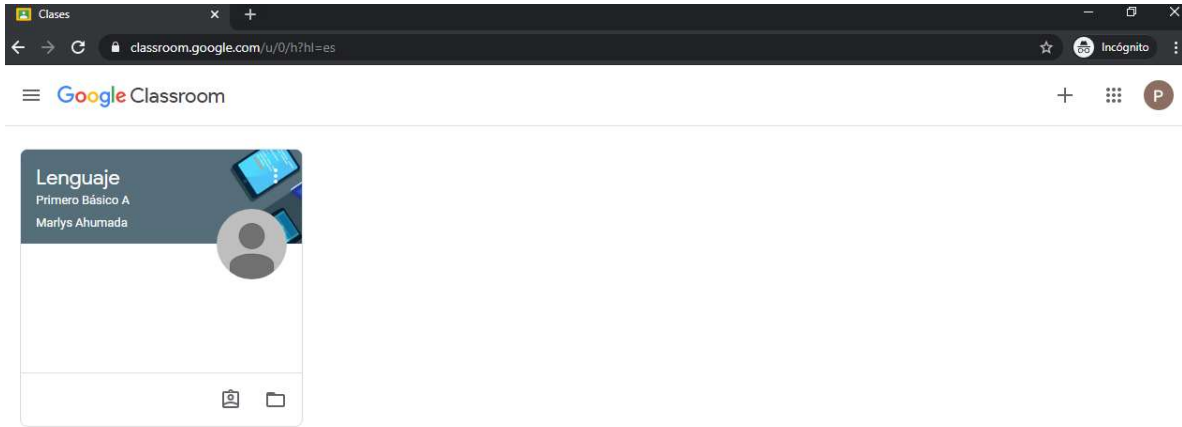 Clases
classroom.google.com/u/0/h?hl=es
Incógnito
Google Classroom
P
Lenguaje
Primero Básico A
Marlys Ahumada